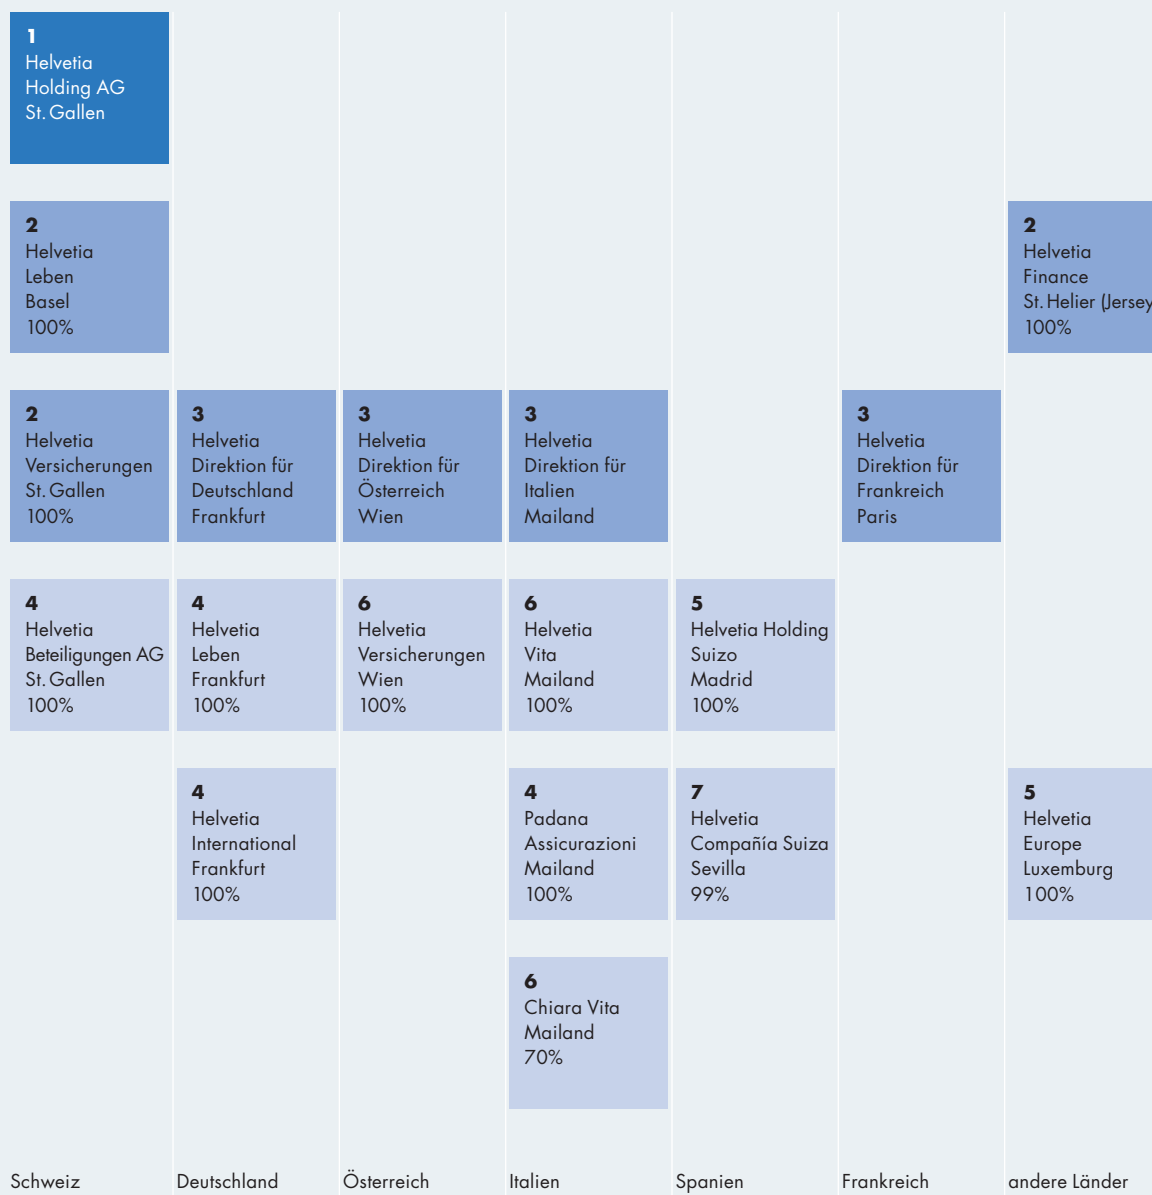 1
Helvetia
Holding AG
St. Gallen
2
Helvetia
Leben
Basel
100%
2
Helvetia
Finance
St. Helier (Jersey
100%
2
Helvetia
Versicherungen
St. Gallen
100%
3
Helvetia
Direktion für
Deutschland
Frankfurt
3
Helvetia
Direktion für
Österreich
Wien
3
Helvetia
Direktion für
Italien
Mailand
3
Helvetia
Direktion für
Frankreich
Paris
4
Helvetia
Beteiligungen AG
St. Gallen
100%
4
Helvetia
Leben
Frankfurt
100%
6
Helvetia
Versicherungen
Wien
100%
6
Helvetia
Vita
Mailand
100%
5
Helvetia Holding
Suizo
Madrid
100%
4
Helvetia
International
Frankfurt
100%
4
Padana
Assicurazioni
Mailand
100%
7
Helvetia
Compañía Suiza
Sevilla
99%
5
Helvetia
Europe
Luxemburg
100%
6
Chiara Vita
Mailand
70%
Schweiz
Deutschland
Österreich
Italien
Spanien
Frankreich
andere Länder